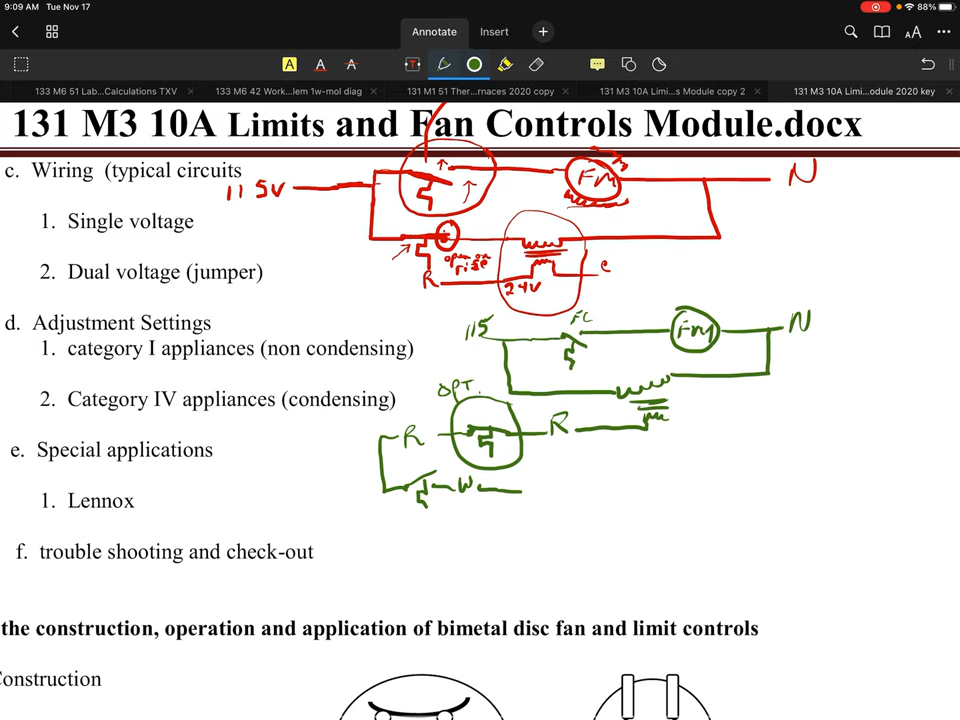 9:09 AM Tue Nov 17
88%
Annotate Insert
133 M6 51 Lab...Calculations TXV
133 M6 42 Work...lem 1w-mol diag
131 M1 51 Ther...rnaces 2020 copy
131 M3 10A Limi...s Module copy 2
131 M3 10A Limi...odule 2020 key
131 M3 10A Limits and Fan Controls Module.docx
c. Wiring (typical circuits
115V
FM
N
1. Single voltage
open on rise
2. Dual voltage (jumper)
R
24V
C
d. Adjustment Settings
115
FC
FM
N
1. category I appliances (non condensing)
OPT.
2. Category IV appliances (condensing)
R
R
e. Special applications
W
1. Lennox
f. trouble shooting and check-out
the construction, operation and application of bimetal disc fan and limit controls
Construction